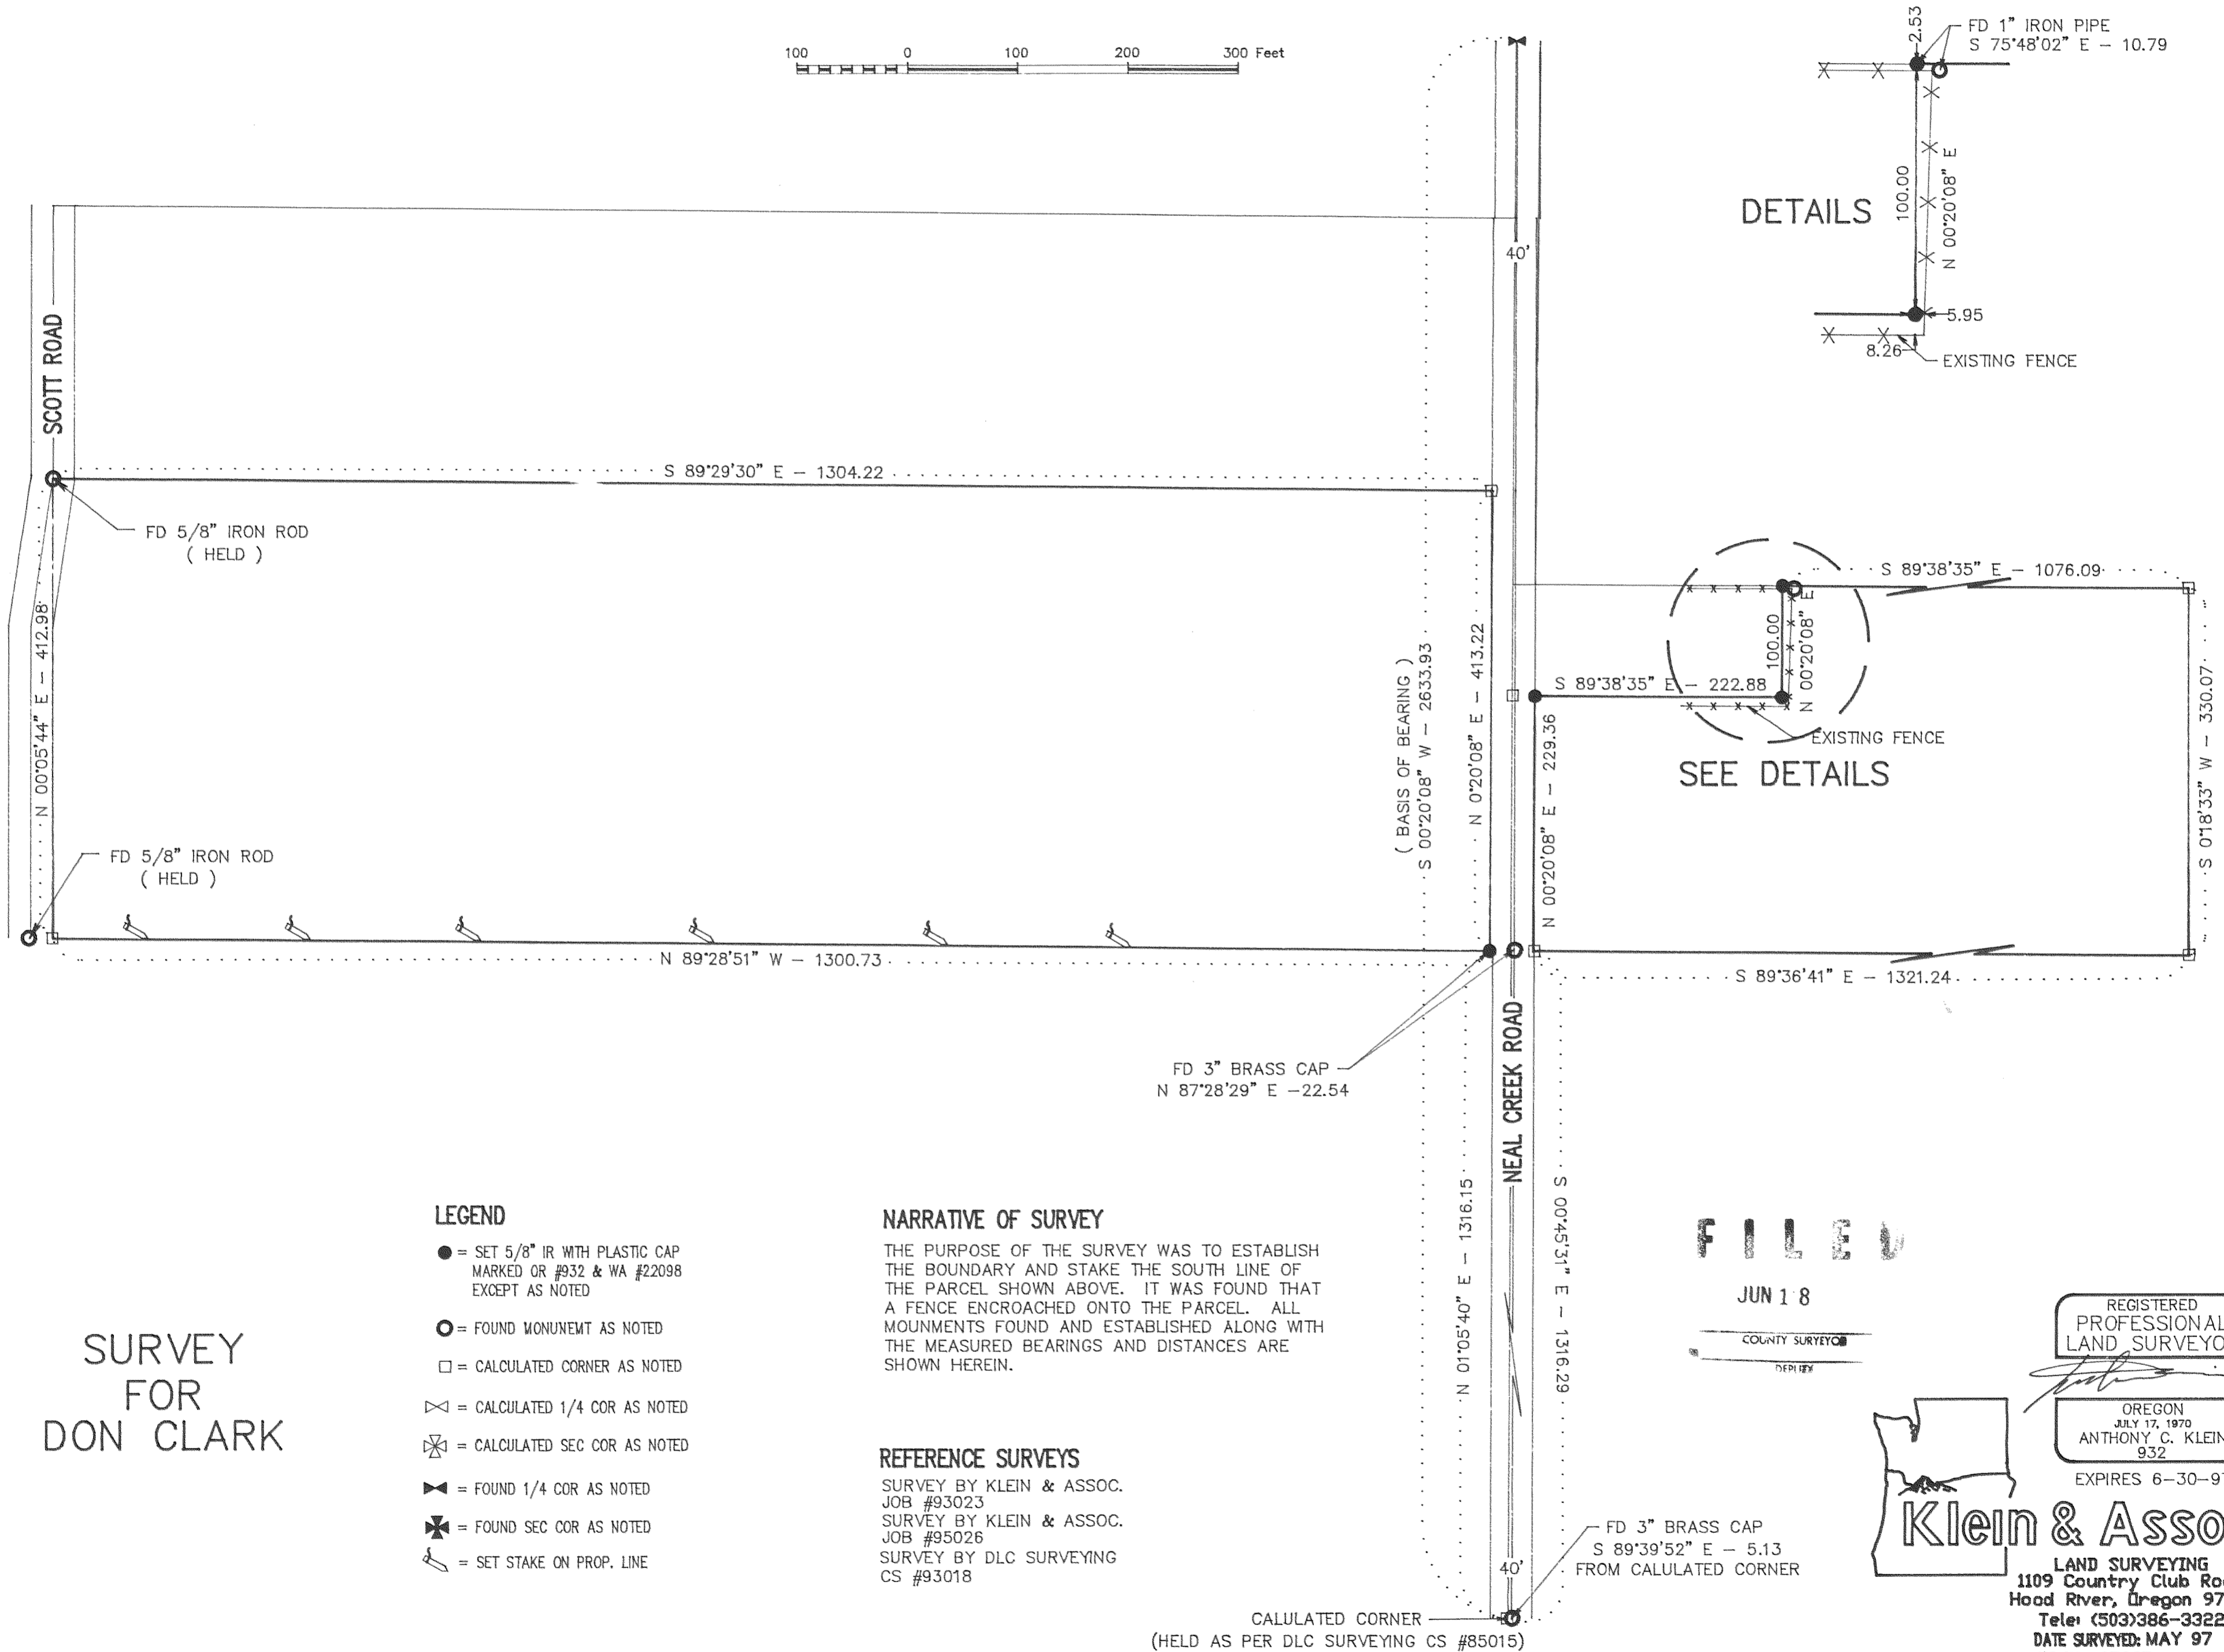 100 0 100 200 300 Feet
2.53
FD 1" IRON PIPE
S 75°48'02" E - 10.79
DETAILS
100.00
N 00°20'08" E
5.95
8.26
EXISTING FENCE
40'
SCOTT ROAD
S 89°29'30" E - 1304.22
FD 5/8" IRON ROD
( HELD )
N 00°05'44" E - 412.98
FD 5/8" IRON ROD
( HELD )
N 89°28'51" W - 1300.73
( BASIS OF BEARING )
S 00°20'08" W - 2633.93
N 0°20'08" E - 413.22
N 00°20'08" E - 229.36
S 89°38'35" E - 222.88
100.00
N 00°20'08" E
S 89°38'35" E - 1076.09
EXISTING FENCE
SEE DETAILS
S 0°18'33" W - 330.07
S 89°36'41" E - 1321.24
FD 3" BRASS CAP
N 87°28'29" E -22.54
NEAL CREEK ROAD
N 01°05'40" E - 1316.15
S 00°45'31" E - 1316.29
40'
FD 3" BRASS CAP
S 89°39'52" E - 5.13
FROM CALULATED CORNER
CALULATED CORNER
(HELD AS PER DLC SURVEYING CS #85015)
SURVEY
FOR
DON CLARK
LEGEND
= SET 5/8" IR WITH PLASTIC CAP
MARKED OR #932 & WA #22098
EXCEPT AS NOTED
= FOUND MONUNEMT AS NOTED
= CALCULATED CORNER AS NOTED
= CALCULATED 1/4 COR AS NOTED
= CALCULATED SEC COR AS NOTED
= FOUND 1/4 COR AS NOTED
= FOUND SEC COR AS NOTED
= SET STAKE ON PROP. LINE
NARRATIVE OF SURVEY
THE PURPOSE OF THE SURVEY WAS TO ESTABLISH
THE BOUNDARY AND STAKE THE SOUTH LINE OF
THE PARCEL SHOWN ABOVE. IT WAS FOUND THAT
A FENCE ENCROACHED ONTO THE PARCEL. ALL
MOUNMENTS FOUND AND ESTABLISHED ALONG WITH
THE MEASURED BEARINGS AND DISTANCES ARE
SHOWN HEREIN.
REFERENCE SURVEYS
SURVEY BY KLEIN & ASSOC.
JOB #93023
SURVEY BY KLEIN & ASSOC.
JOB #95026
SURVEY BY DLC SURVEYING
CS #93018
FILED
JUN 18
COUNTY SURVEYOR
DEPUTY
REGISTERED
PROFESSIONAL
LAND SURVEYO
OREGON
JULY 17, 1970
ANTHONY C. KLEIN
932
EXPIRES 6-30-9
Klein & Asso
LAND SURVEYING
1109 Country Club Ro
Hood River, Oregon 97
Tele: (503)386-3322
DATE SURVEYED: MAY 97